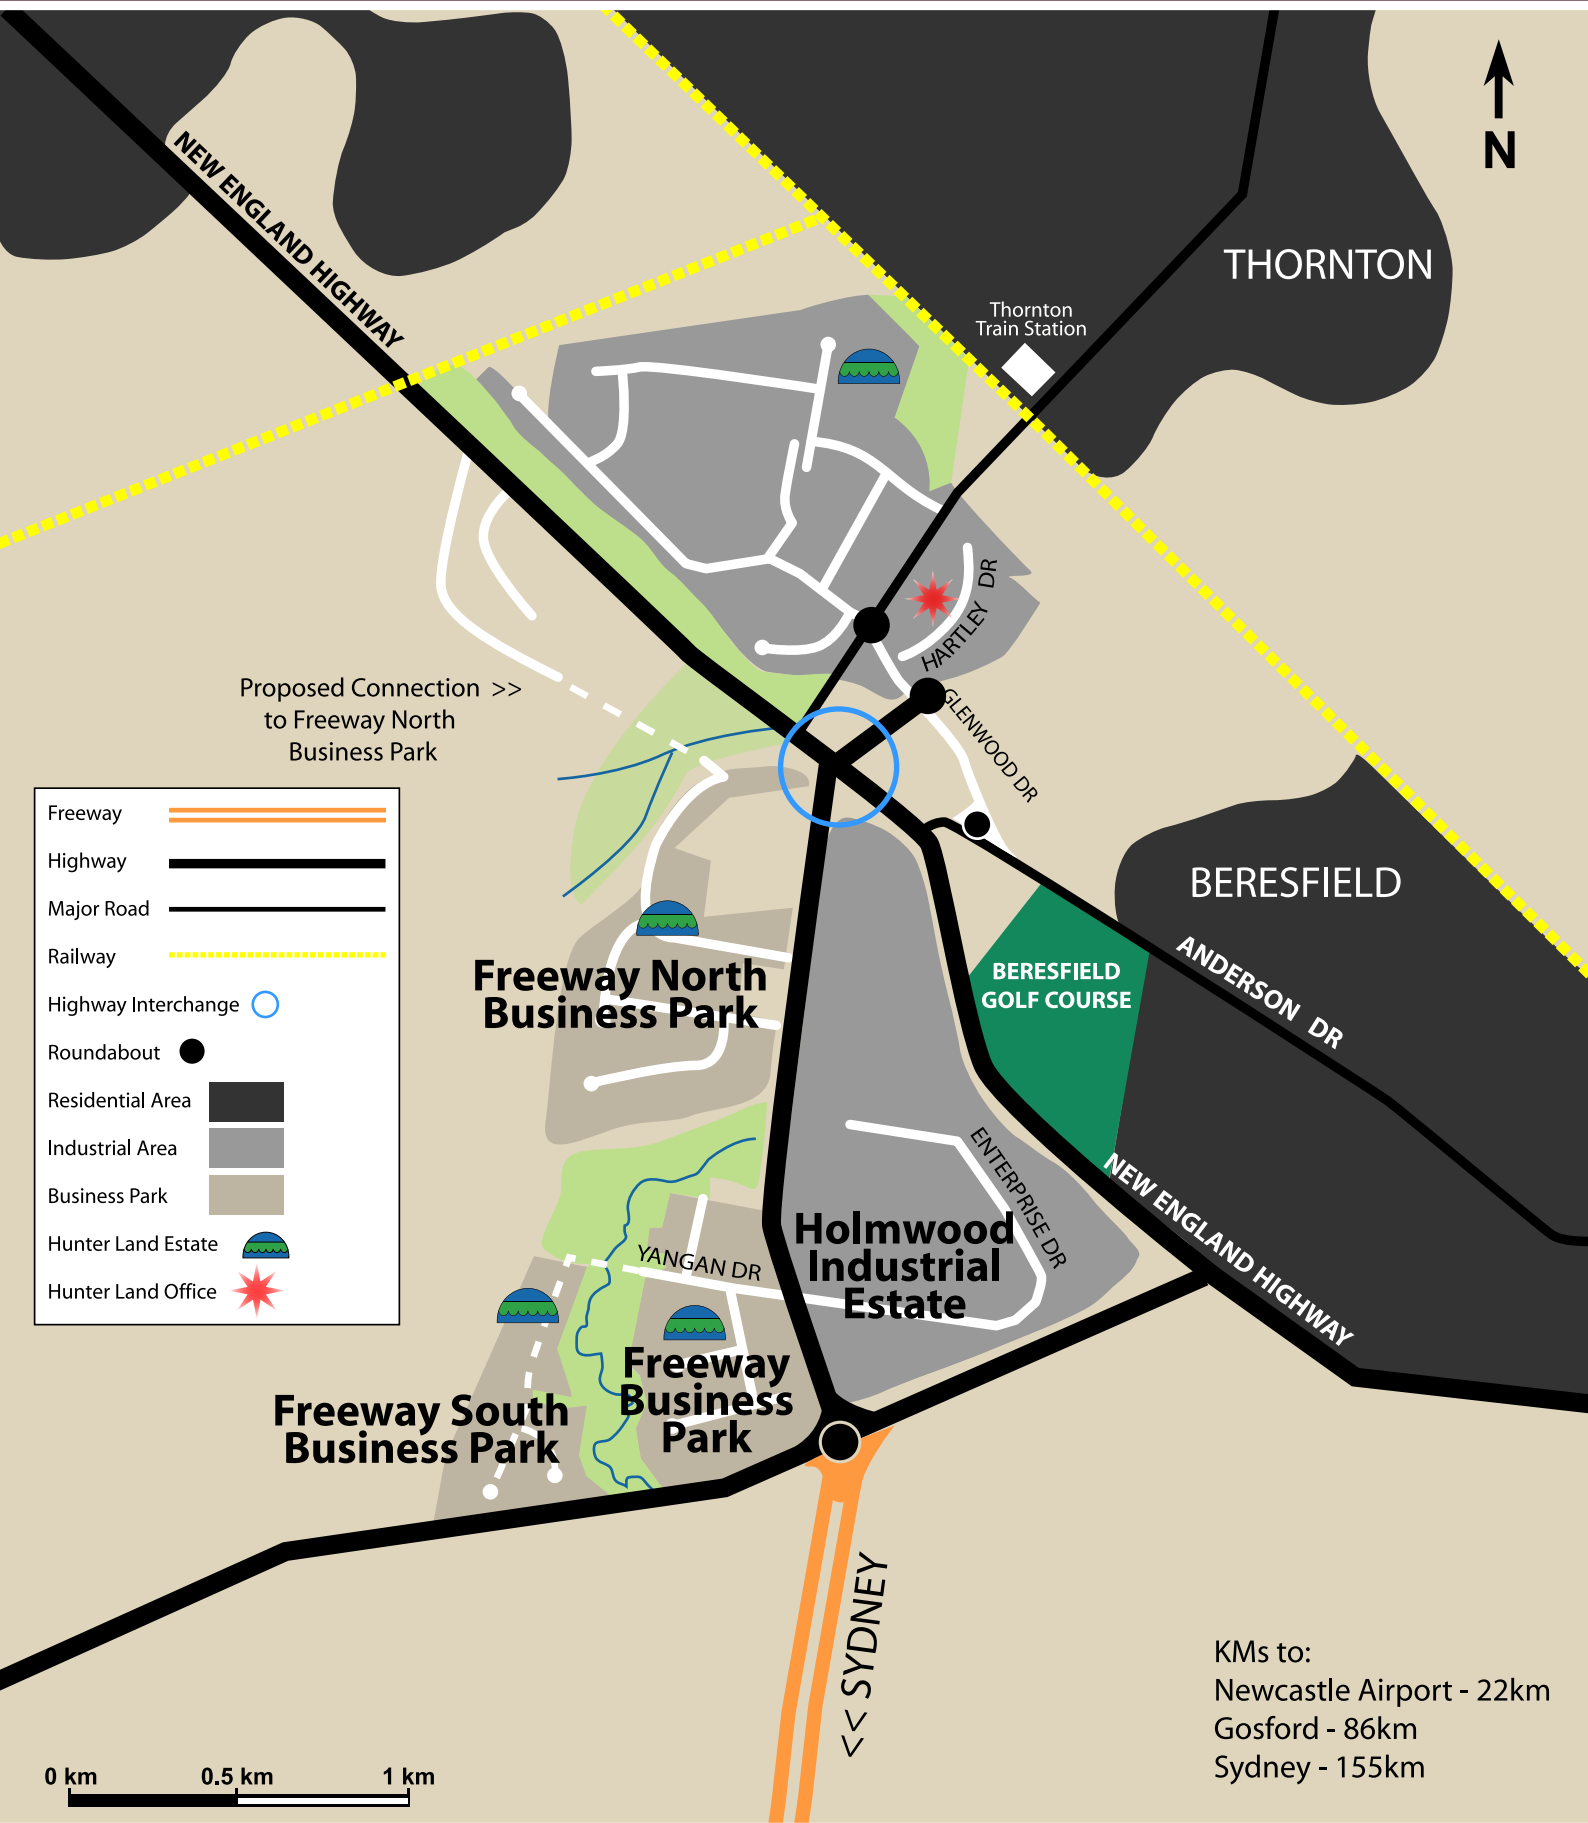 N
NEW ENGLAND HIGHWAY
THORNTON
Thornton
Train Station
HARTLEY DR
GLENWOOD DR
Proposed Connection >>
to Freeway North
Business Park
Freeway
Highway
Major Road
Railway
Highway Interchange
Roundabout
Residential Area
Industrial Area
Business Park
Hunter Land Estate
Hunter Land Office
BERESFIELD
ANDERSON DR
BERESFIELD
GOLF COURSE
Freeway North
Business Park
ENTERPRISE DR
NEW ENGLAND HIGHWAY
Holmwood
Industrial
Estate
YANGAN DR
Freeway
Business
Park
Freeway South
Business Park
<< SYDNEY
KMs to:
Newcastle Airport - 22km
Gosford - 86km
Sydney - 155km
0 km 0.5 km 1 km